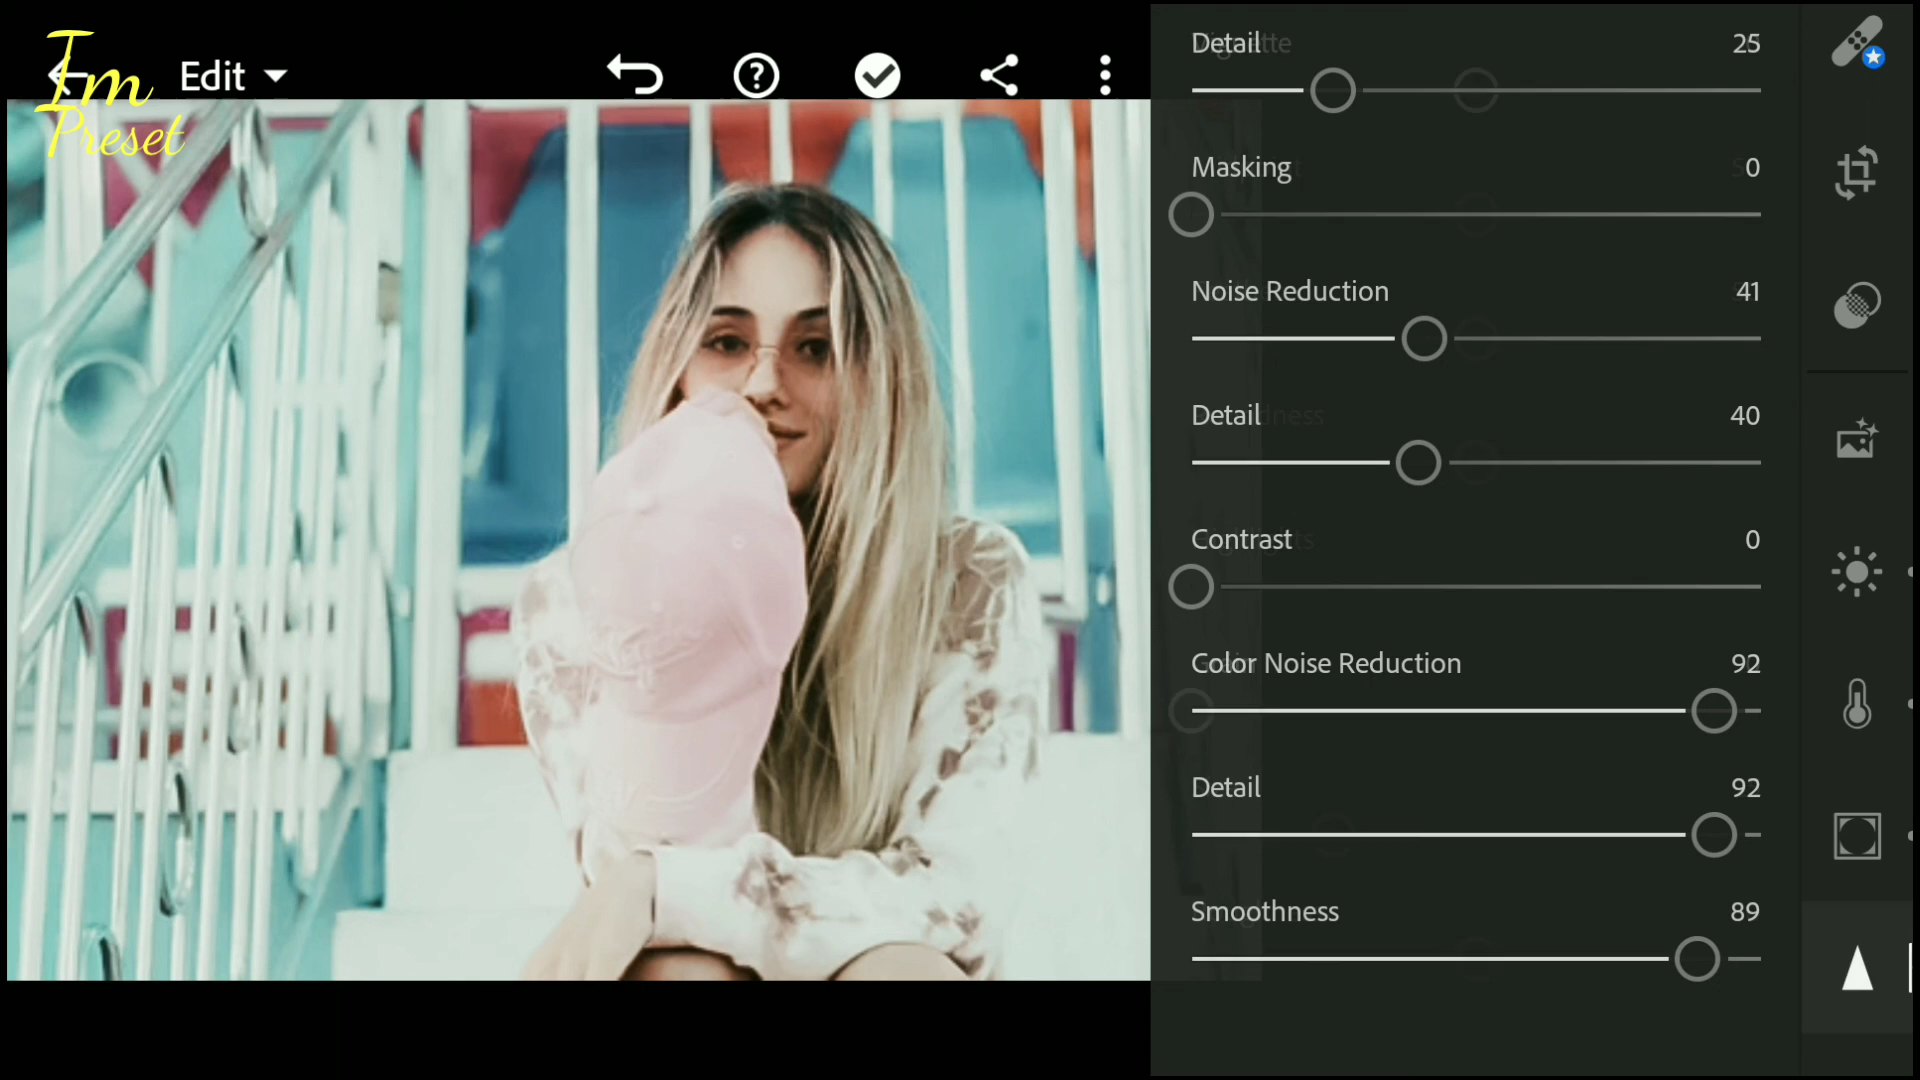 Im
Preset
Edit
Detail 25
Masking 0
Noise Reduction 41
Detail 40
Contrast 0
Color Noise Reduction 92
Detail 92
Smoothness 89